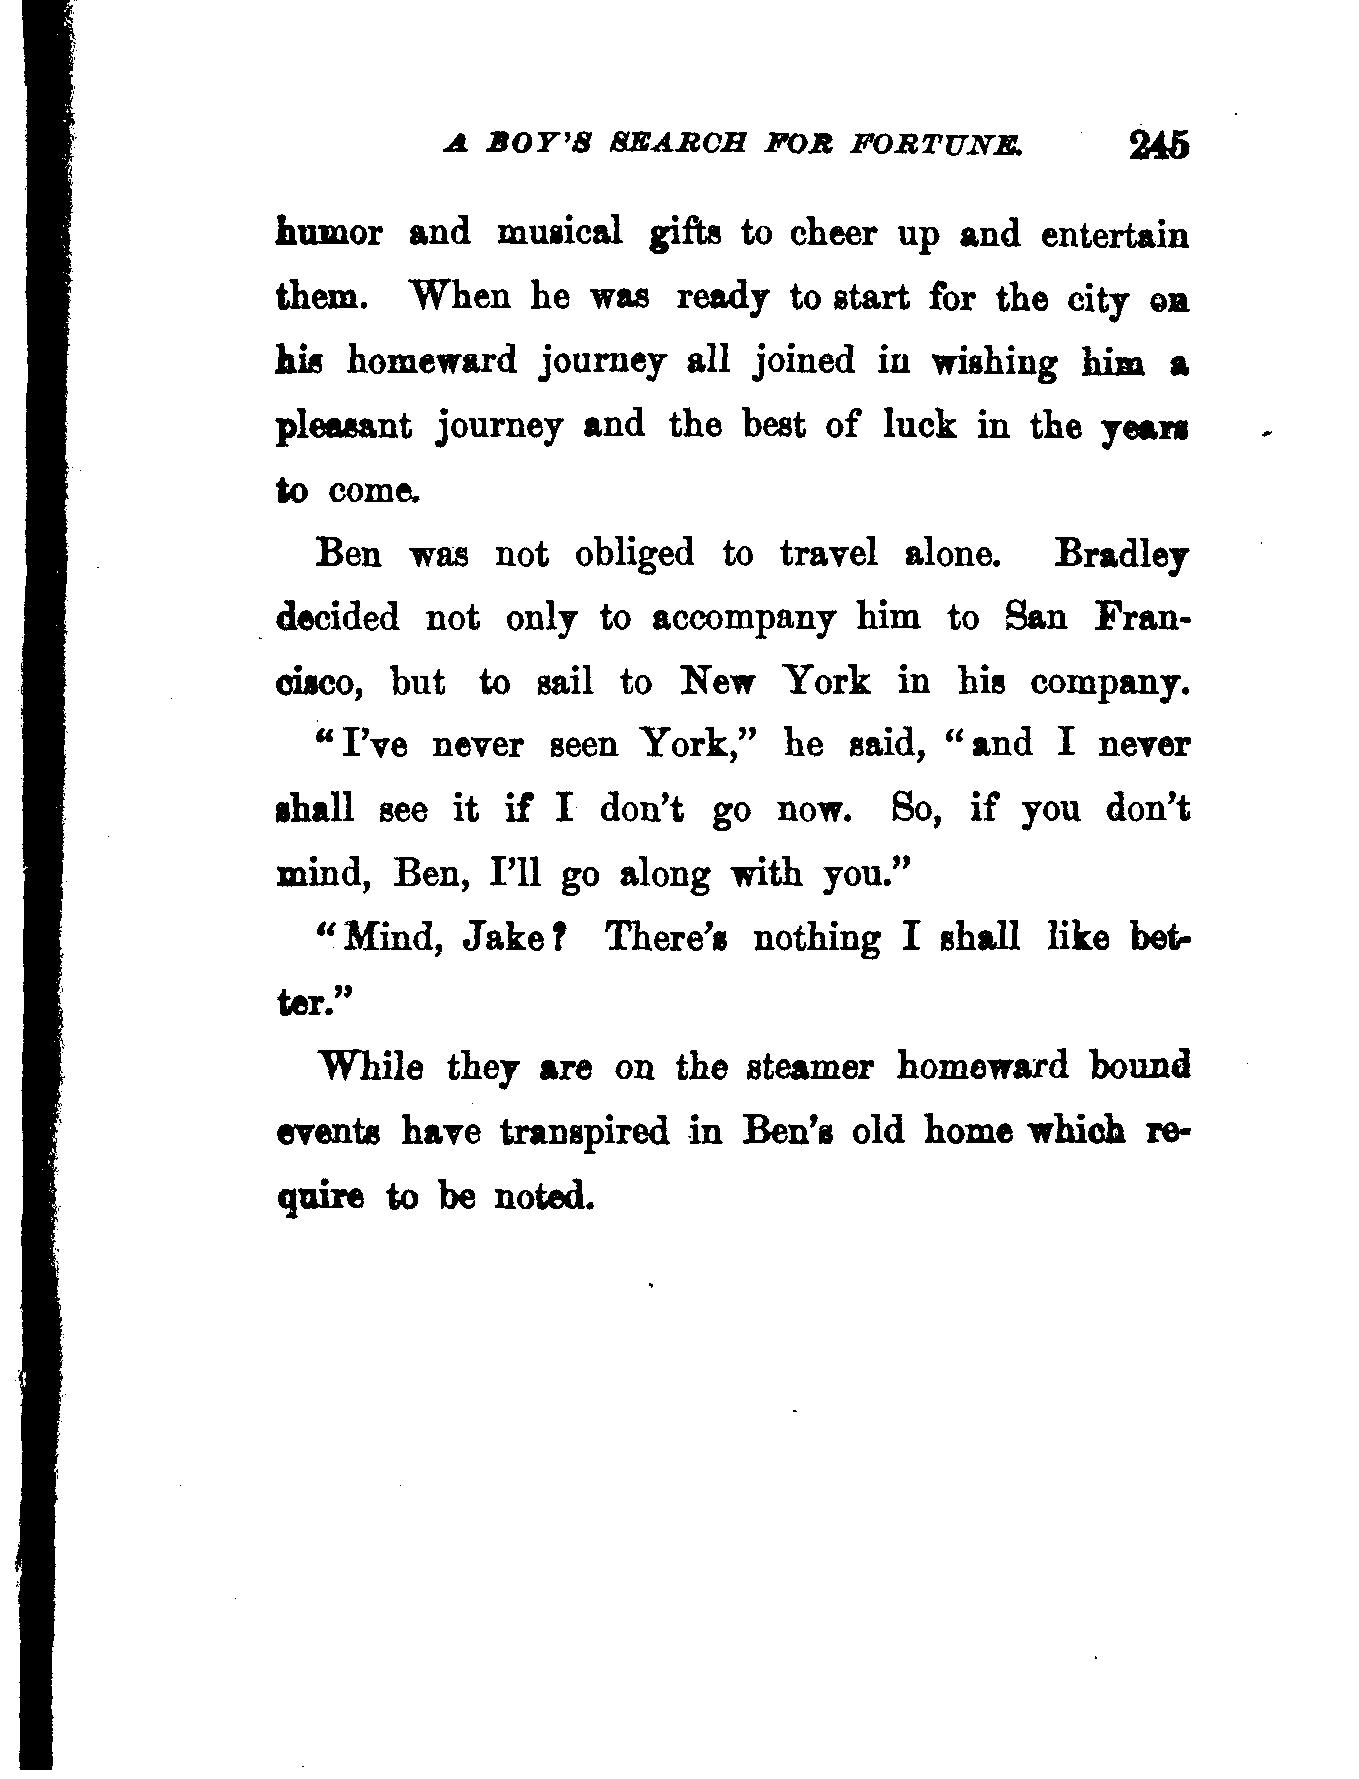 A BOY'S SEARCH FOR FORTUNE. 245
humor and musical gifts to cheer up and entertain
them. When he was ready to start for the city on
his homeward journey all joined in wishing him a
pleasant journey and the best of luck in the years
to come.
Ben was not obliged to travel alone. Bradley
decided not only to accompany him to San Fran-
cisco, but to sail to New York in his company.
"I've never seen York," he said, "and I never
shall see it if I don't go now. So, if you don't
mind, Ben, I'll go along with you."
"Mind, Jake? There's nothing I shall like bet-
ter."
While they are on the steamer homeward bound
events have transpired in Ben's old home which re-
quire to be noted.